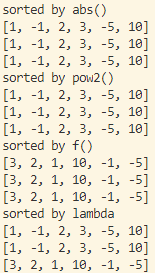 sorted by abs()
[1, -1, 2, 3, -5, 10]
[1, -1, 2, 3, -5, 10]
[1, -1, 2, 3, -5, 10]
sorted by pow2()
[1, -1, 2, 3, -5, 10]
[1, -1, 2, 3, -5, 10]
[1, -1, 2, 3, -5, 10]
sorted by f()
[3, 2, 1, 10, -1, -5]
[3, 2, 1, 10, -1, -5]
[3, 2, 1, 10, -1, -5]
sorted by lambda
[1, -1, 2, 3, -5, 10]
[1, -1, 2, 3, -5, 10]
[3, 2, 1, 10, -1, -5]